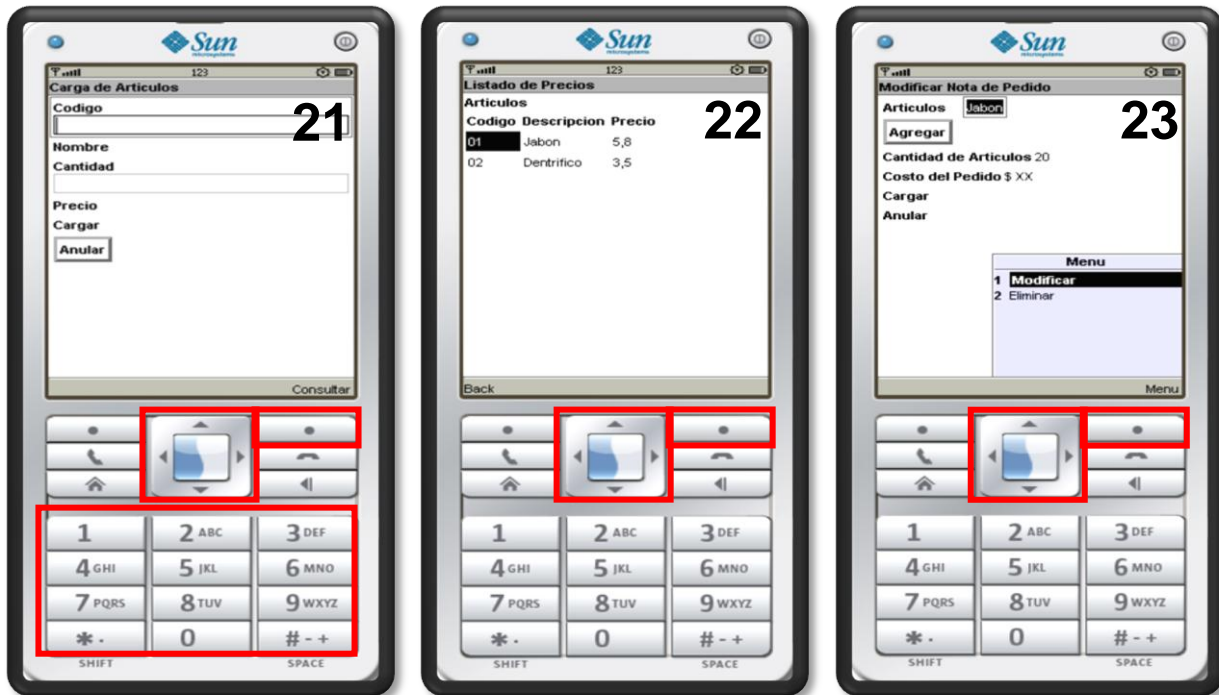 Sun
microsystems
123
Carga de Articulos
21
Codigo
Nombre
Cantidad
Precio
Cargar
Anular
Consultar
1
2 ABC
3 DEF
4 GHI
5 JKL
6 MNO
7 PQRS
8 TUV
9 WXYZ
* .
0
# - +
SHIFT
SPACE
Sun
microsystems
123
Listado de Precios
22
Articulos
Codigo Descripcion Precio
01 Jabon 5,8
02 Dentrifico 3,5
Back
1
2 ABC
3 DEF
4 GHI
5 JKL
6 MNO
7 PQRS
8 TUV
9 WXYZ
* .
0
# - +
SHIFT
SPACE
Sun
microsystems
123
Modificar Nota de Pedido
23
Articulos Jabon
Agregar
Cantidad de Articulos 20
Costo del Pedido $ XX
Cargar
Anular
Menu
1 Modificar
2 Eliminar
Menu
1
2 ABC
3 DEF
4 GHI
5 JKL
6 MNO
7 PQRS
8 TUV
9 WXYZ
* .
0
# - +
SHIFT
SPACE